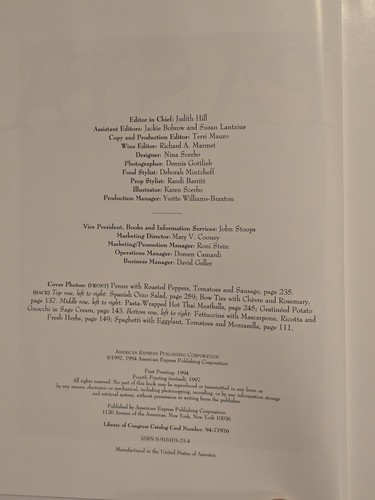 Editor in Chief: Judith Hill
Assistant Editors: Jackie Bobrow and Susan Lantzius
Copy and Production Editor: Terri Mauro
Wine Editor: Richard A. Marmet
Designer: Nina Scerbo
Photographer: Dennis Gottlieb
Food Stylist: Deborah Mintcheff
Prop Stylist: Randi Barritt
Illustrator: Karen Scerbo
Production Manager: Yvette Williams-Braxton
Vice President, Books and Information Services: John Stoops
Marketing Director: Mary V. Cooney
Marketing/Promotion Manager: Roni Stein
Operations Manager: Doreen Camardi
Business Manager: David Geller
Cover Photos: (FRONT) Penne with Roasted Peppers, Tomatoes and Sausage, page 235.
(BACK) Top row, left to right: Spanish Orzo Salad, page 259; Bow Ties with Chèvre and Rosemary,
page 137. Middle row, left to right: Pasta-Wrapped Hot Thai Meatballs, page 245; Gratinéed Potato
Gnocchi in Sage Cream, page 143. Bottom row, left to right: Fettuccine with Mascarpone, Ricotta and
Fresh Herbs, page 149; Spaghetti with Eggplant, Tomatoes and Mozzarella, page 111.
AMERICAN EXPRESS PUBLISHING CORPORATION
©1997, 1994 American Express Publishing Corporation
First Printing: 1994
Fourth Printing (revised): 1997
All rights reserved. No part of this book may be reproduced or transmitted in any form or
by any means, electronic or mechanical, including photocopying, recording, or by any information storage
and retrieval system, without permission in writing from the publisher.
Published by American Express Publishing Corporation
1120 Avenue of the Americas, New York, New York 10036
Library of Congress Catalog Card Number: 94-77976
ISBN 0-916103-23-4
Manufactured in the United States of America